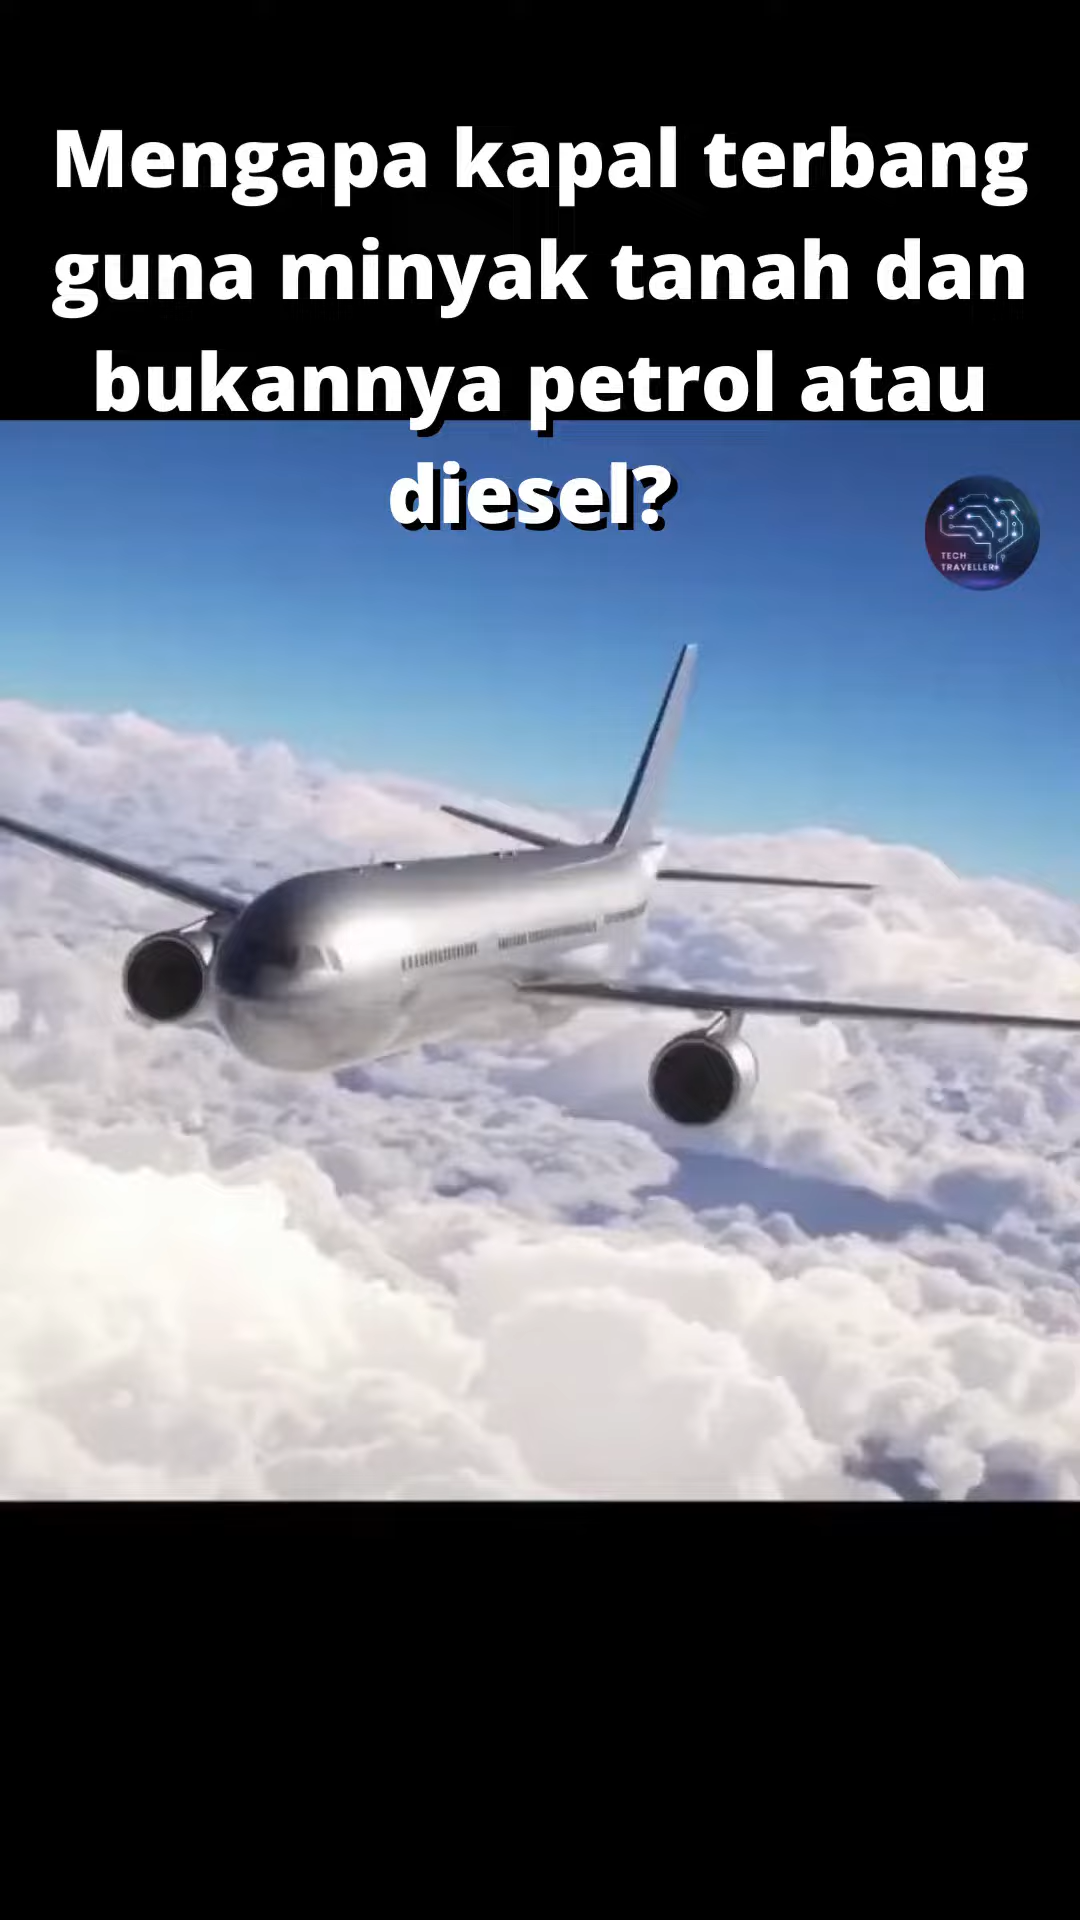 Mengapa kapal terbang
guna minyak tanah dan
bukannya petrol atau
diesel?
TECH
TRAVELLER